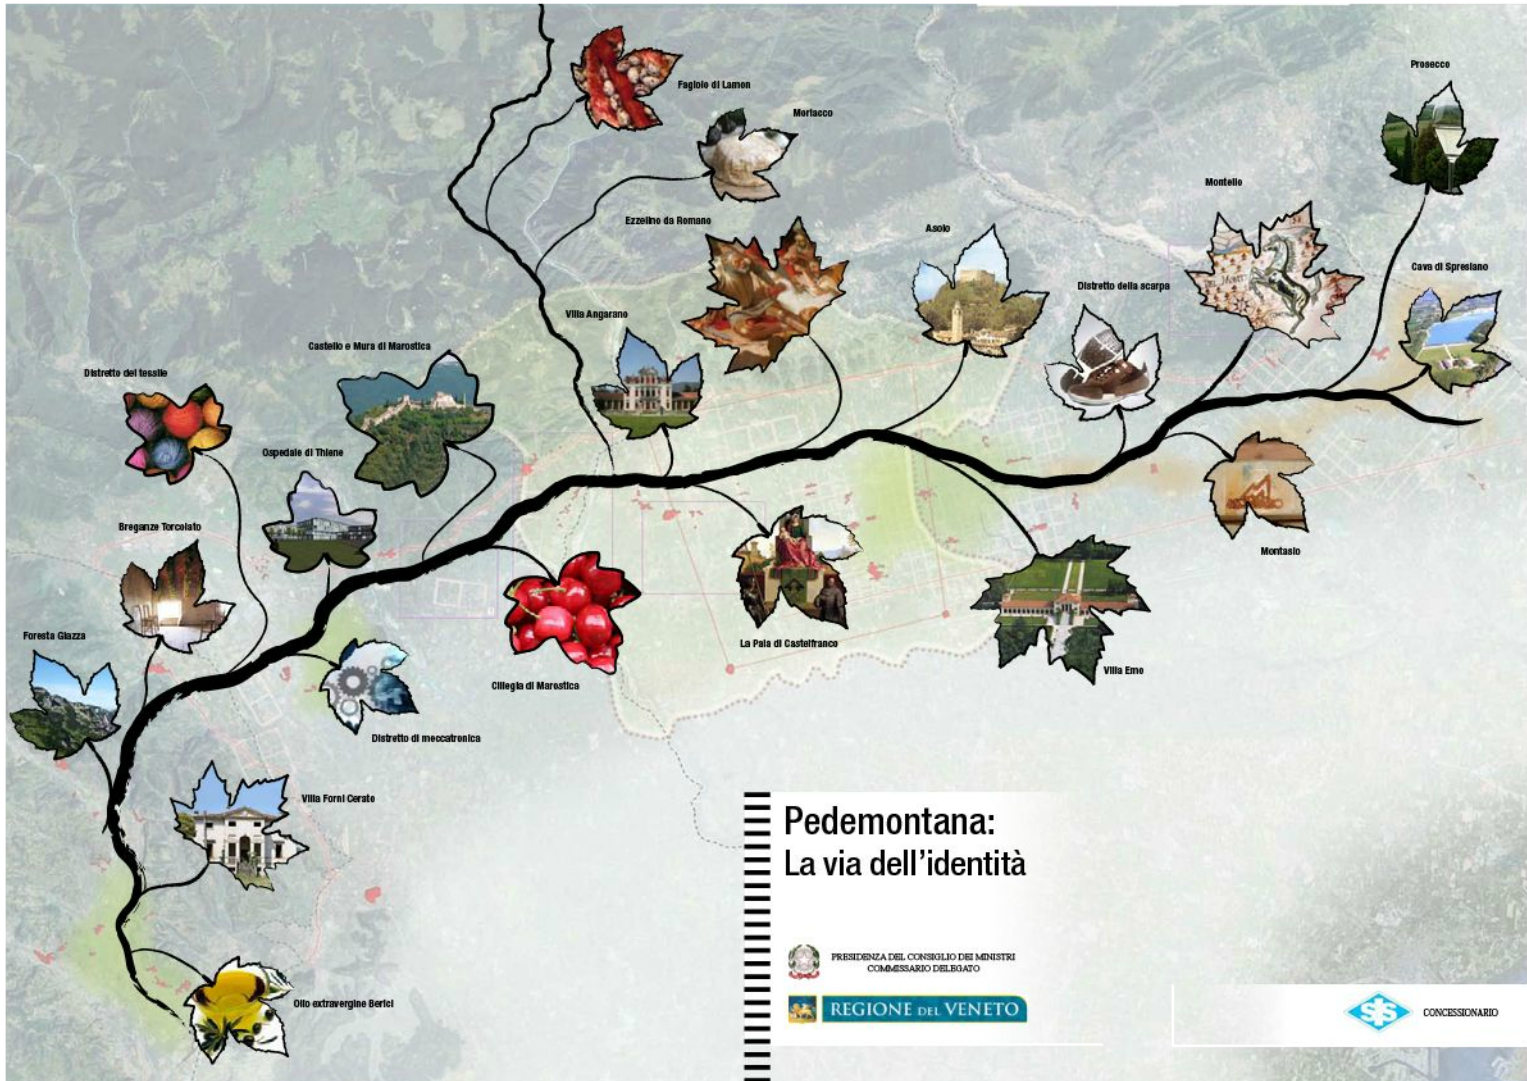 Prosecco
Fagiolo di Lamon
Morlacco
Montello
Ezzelino da Romano
Asolo
Cava di Spresiano
Distretto della scarpa
Villa Angarano
Castello e Mura di Marostica
Distretto del tessile
Ospedale di Thiene
Breganze Torcolato
Montasio
Foresta Giazza
La Pala di Castelfranco
Villa Emo
Ciliegia di Marostica
Distretto di meccatronica
Villa Forni Cerato
Olio extravergine Berici
Pedemontana:
La via dell'identità
PRESIDENZA DEL CONSIGLIO DEI MINISTRI
COMMISSARIO DELEGATO
REGIONE DEL VENETO
SIS
CONCESSIONARIO